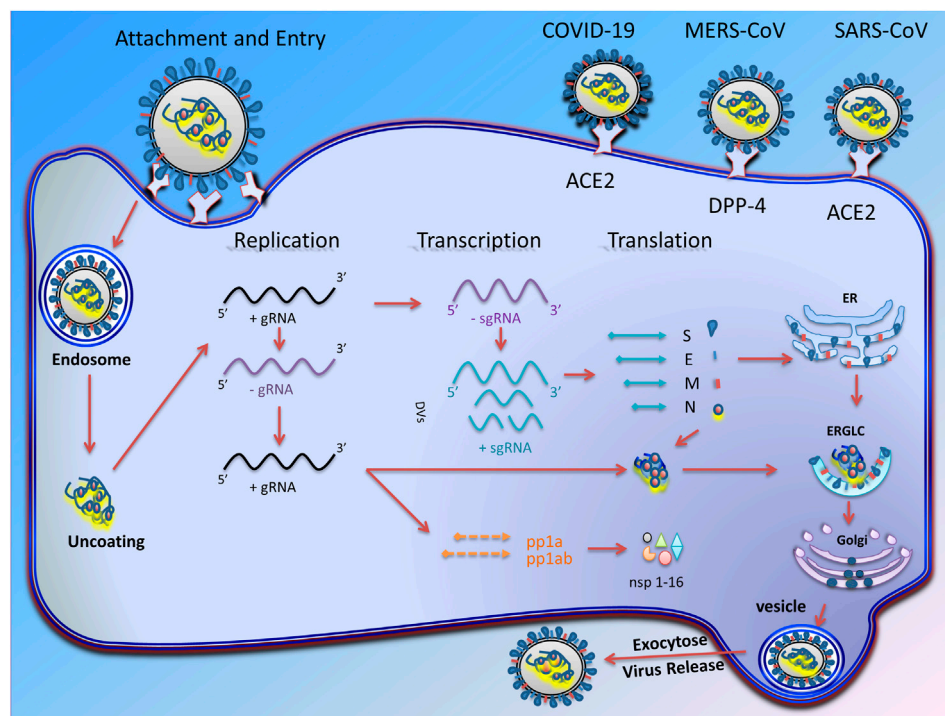 Attachment and Entry
COVID-19
MERS-CoV
SARS-CoV
ACE2
DPP-4
ACE2
Replication
Transcription
Translation
3’
5’
+ gRNA
5’
3’
- sgRNA
ER
Endosome
3’
5’
- gRNA
S
E
M
N
5’
3’
DVs
+ sgRNA
ERGLC
3’
5’
+ gRNA
Uncoating
pp1a
pp1ab
nsp 1-16
Golgi
vesicle
Exocytose
Virus Release